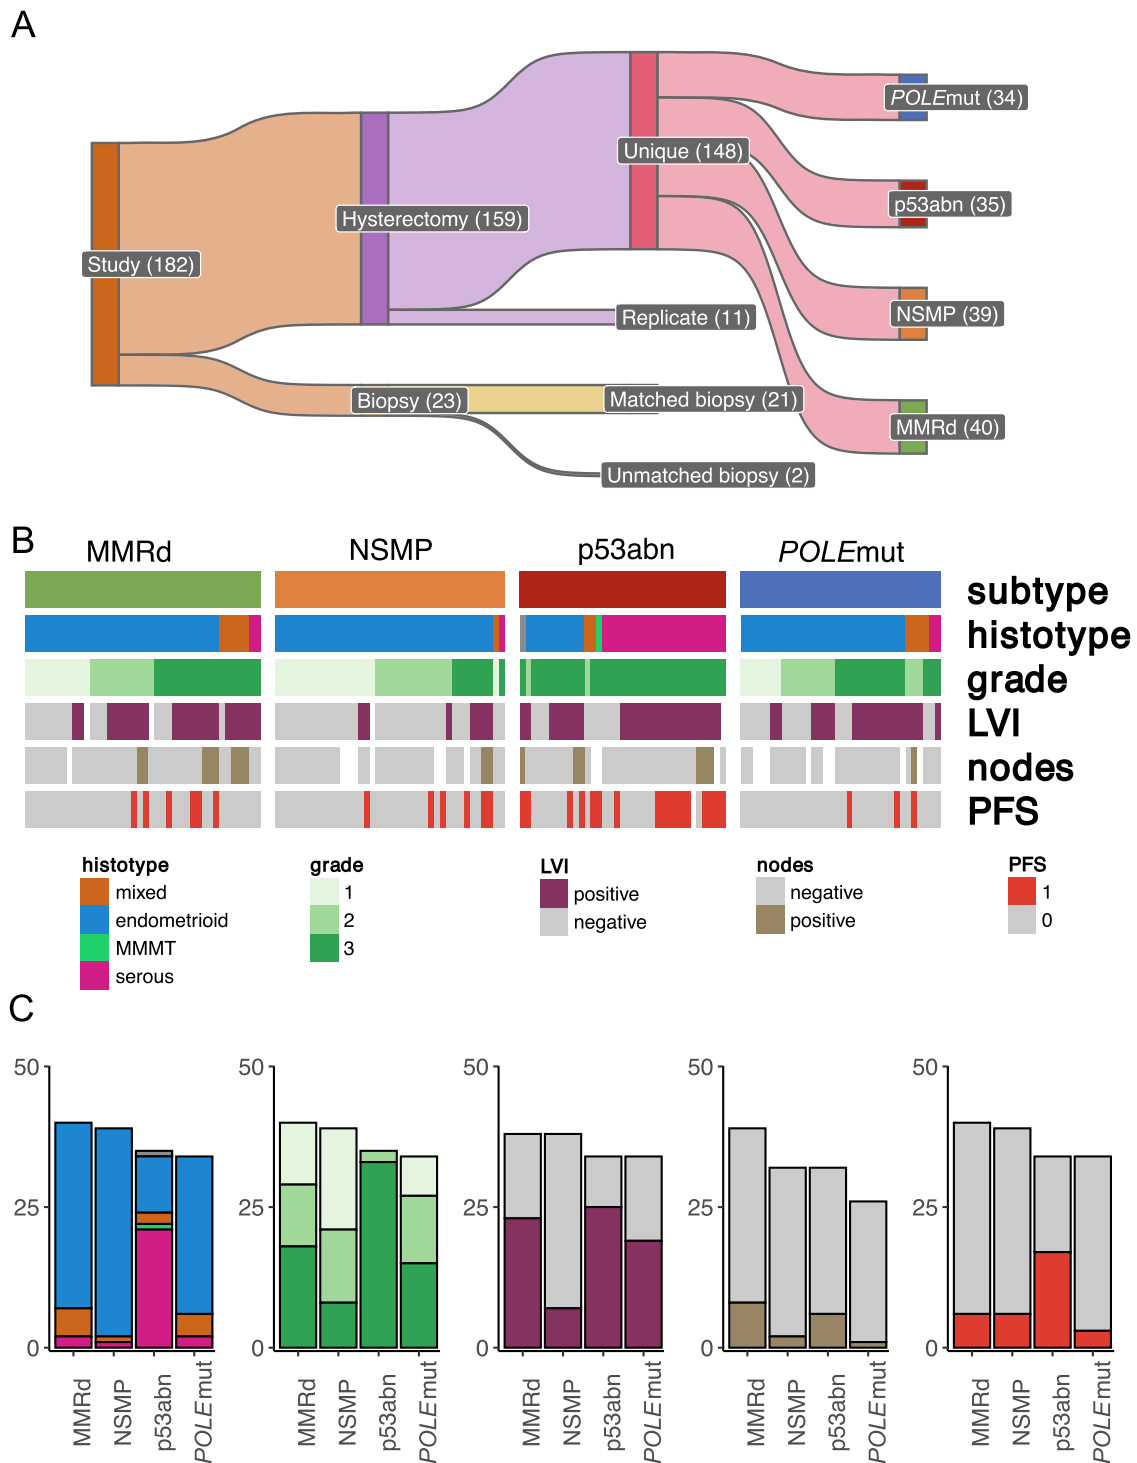 A
POLEmut (34)
Unique (148)
p53abn (35)
Hysterectomy (159)
Study (182)
NSMP (39)
Replicate (11)
Biopsy (23)
Matched biopsy (21)
MMRd (40)
Unmatched biopsy (2)
B
MMRd NSMP p53abn POLEmut
subtype
histotype
grade
LVI
nodes
PFS
histotype
mixed
endometrioid
MMMT
serous
grade
1
2
3
LVI
positive
negative
nodes
negative
positive
PFS
1
0
C
50 50 50 50 50
25 25 25 25 25
0 0 0 0 0
MMRd NSMP p53abn POLEmut
MMRd NSMP p53abn POLEmut
MMRd NSMP p53abn POLEmut
MMRd NSMP p53abn POLEmut
MMRd NSMP p53abn POLEmut